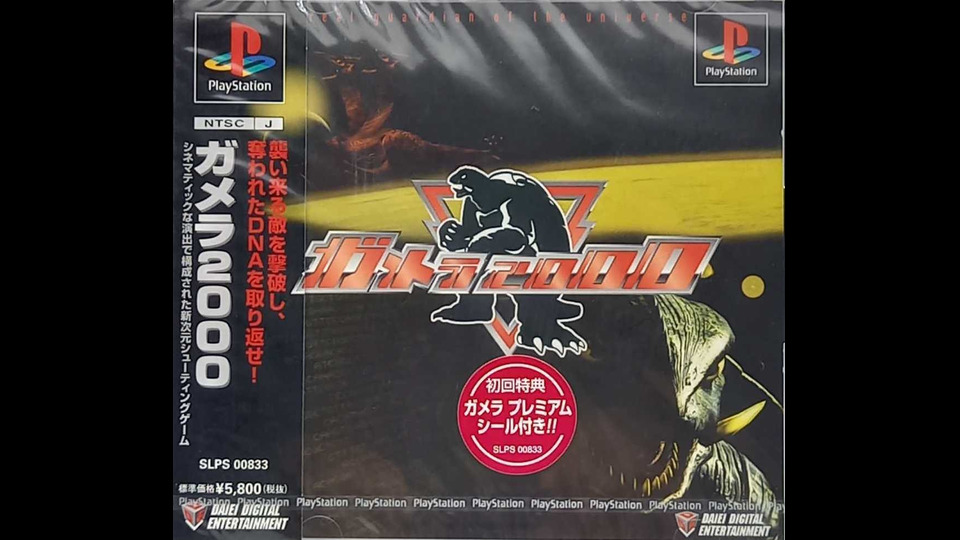 real guardian of the universe
PlayStation
PlayStation
NTSC J
襲い来る敵を撃破し、
奪われたDNAを取り返せ!
ガメラ2000
シネマティックな演出で構成された新次元シューティングゲーム
SLPS 00833
標準価格¥5,800(税抜)
DAIEI DIGITAL
ENTERTAINMENT
ガメラ2000
初回特典
ガメラ プレミアム
シール付き!!
SLPS 00833
PlayStation PlayStation PlayStation PlayStation PlayStation PlayStation PlayStation PlayStation PlayStation PlayStation
DAIEI DIGITAL
ENTERTAINMENT